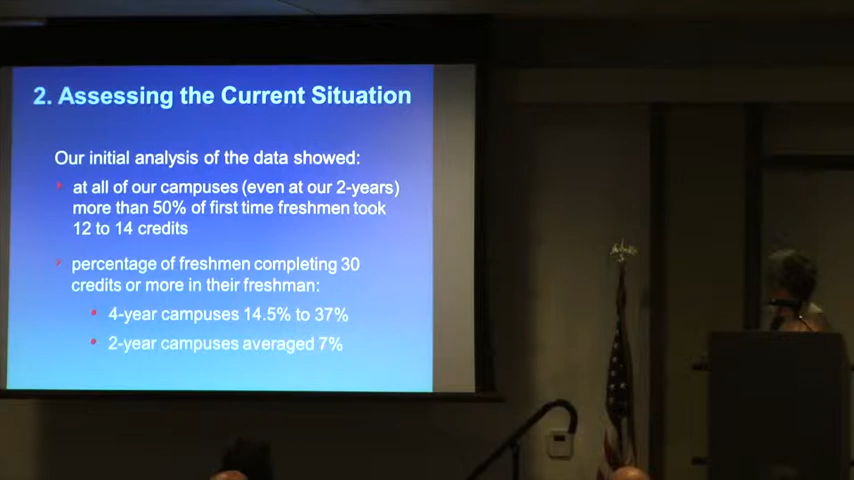 2. Assessing the Current Situation
Our initial analysis of the data showed:
at all of our campuses (even at our 2-years)
more than 50% of first time freshmen took
12 to 14 credits
percentage of freshmen completing 30
credits or more in their freshman:
4-year campuses 14.5% to 37%
2-year campuses averaged 7%